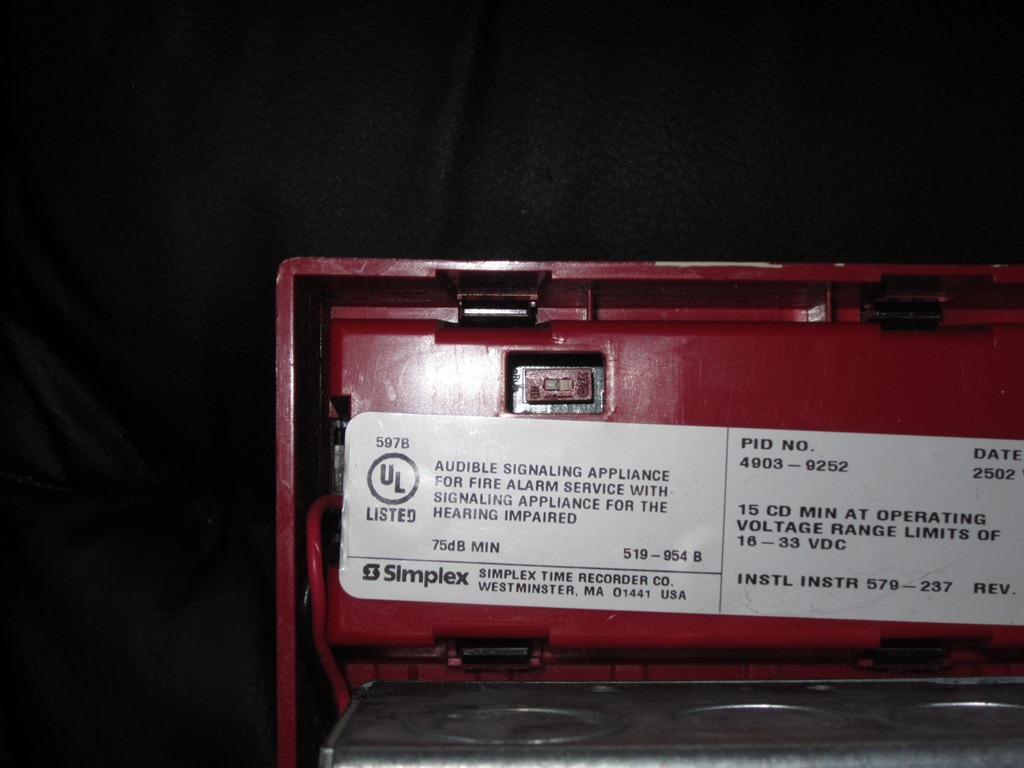 597B
UL
LISTED
AUDIBLE SIGNALING APPLIANCE
FOR FIRE ALARM SERVICE WITH
SIGNALING APPLIANCE FOR THE
HEARING IMPAIRED
75dB MIN
519-954 B
Simplex
SIMPLEX TIME RECORDER CO.
WESTMINSTER, MA 01441 USA
PID NO.
4903-9252
DATE
2502
15 CD MIN AT OPERATING
VOLTAGE RANGE LIMITS OF
16-33 VDC
INSTL INSTR 579-237 REV.